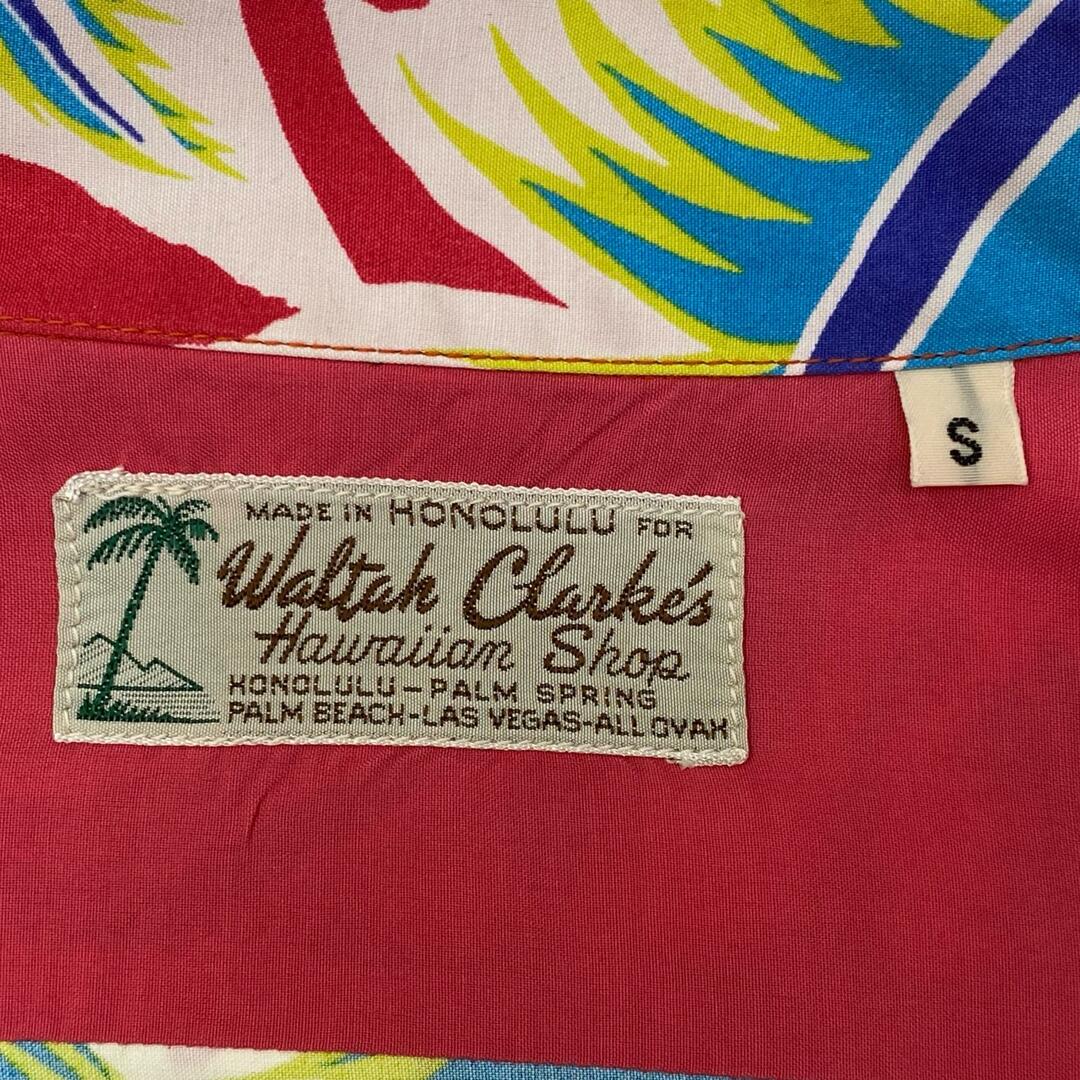 S
MADE IN HONOLULU FOR
Waltah Clarke's
Hawaiian Shop
HONOLULU-PALM SPRING
PALM BEACH-LAS VEGAS-ALL OVAH